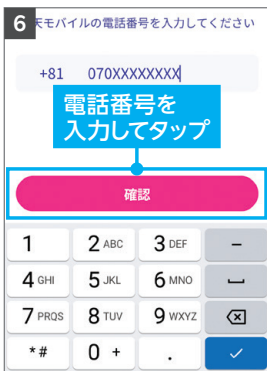 6
天モバイルの電話番号を入力してください
+81 070XXXXXXXX
電話番号を
入力してタップ
確認
1 2 ABC 3 DEF −
4 GHI 5 JKL 6 MNO
7 PRQS 8 TUV 9 WXYZ
* # 0 + .